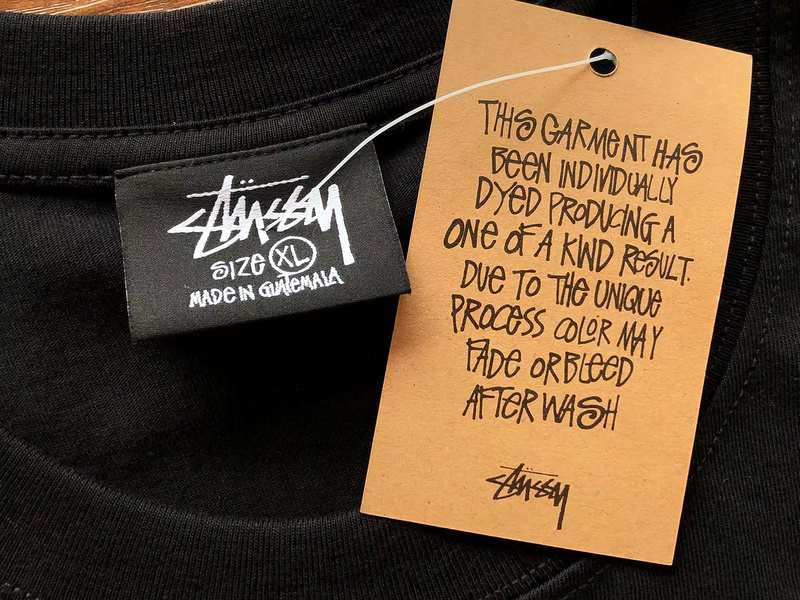 Stüssy
SIZE XL
MADE IN GUATEMALA
THIS GARMENT HAS
BEEN INDIVIDUALLY
DYED PRODUCING A
ONE OF A KIND RESULT.
DUE TO THE UNIQUE
PROCESS COLOR MAY
FADE OR BLEED
AFTER WASH
Stüssy